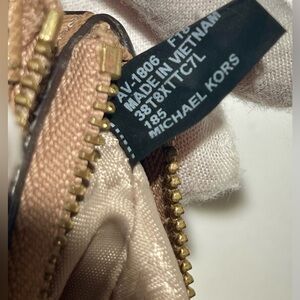 AV-1806
MADE IN VIETNAM
38T8XTTC7L
185
MICHAEL KORS